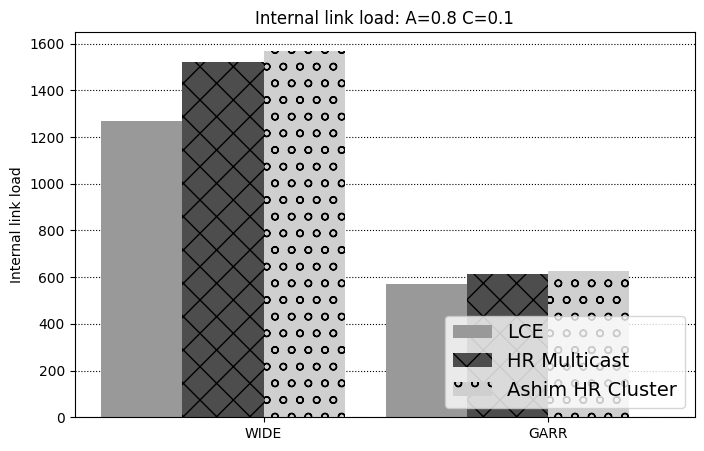 Internal link load: A=0.8 C=0.1
Internal link load
1600
1400
1200
1000
800
600
400
200
0
WIDE
GARR
LCE
HR Multicast
Ashim HR Cluster